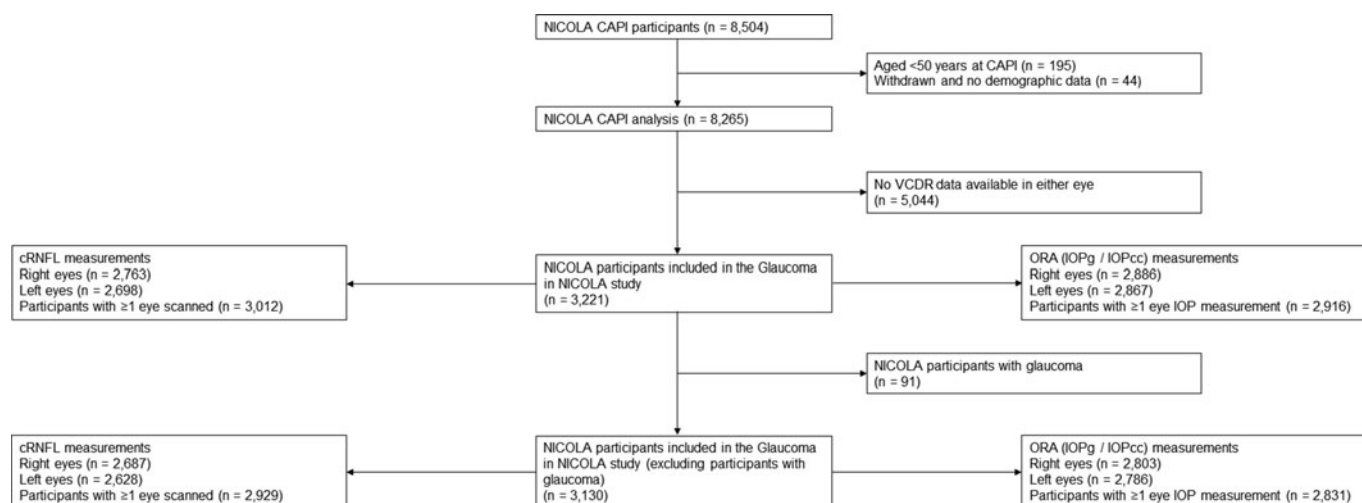 NICOLA CAPI participants (n = 8,504)
Aged <50 years at CAPI (n = 195)
Withdrawn and no demographic data (n = 44)
NICOLA CAPI analysis (n = 8,265)
No VCDR data available in either eye
(n = 5,044)
cRNFL measurements
Right eyes (n = 2,763)
Left eyes (n = 2,698)
Participants with ≥1 eye scanned (n = 3,012)
NICOLA participants included in the Glaucoma
in NICOLA study
(n = 3,221)
ORA (IOPg / IOPcc) measurements
Right eyes (n = 2,886)
Left eyes (n = 2,867)
Participants with ≥1 eye IOP measurement (n = 2,916)
NICOLA participants with glaucoma
(n = 91)
cRNFL measurements
Right eyes (n = 2,687)
Left eyes (n = 2,628)
Participants with ≥1 eye scanned (n = 2,929)
NICOLA participants included in the Glaucoma
in NICOLA study (excluding participants with
glaucoma)
(n = 3,130)
ORA (IOPg / IOPcc) measurements
Right eyes (n = 2,803)
Left eyes (n = 2,786)
Participants with ≥1 eye IOP measurement (n = 2,831)